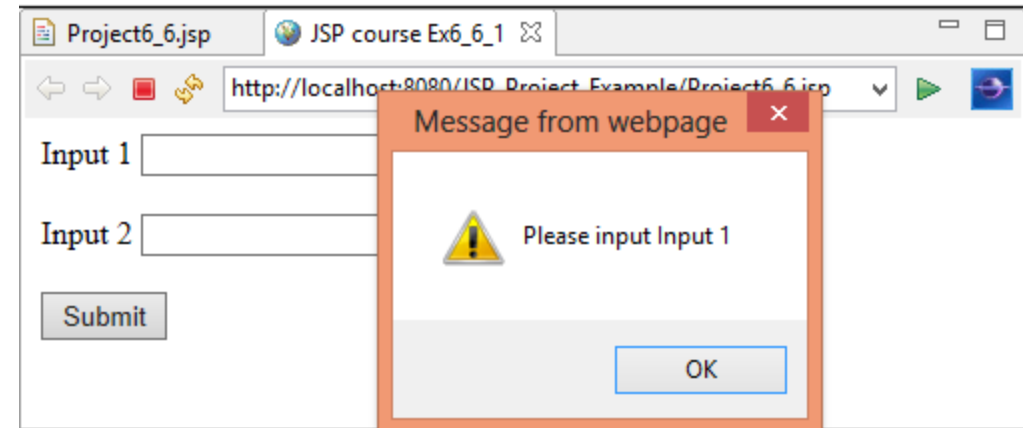 Project6_6.jsp
JSP course Ex6_6_1
http://localhost:8080/JSP_Project_Example/Project6_6.jsp
Message from webpage
Input 1
Please input Input 1
Input 2
Submit
OK